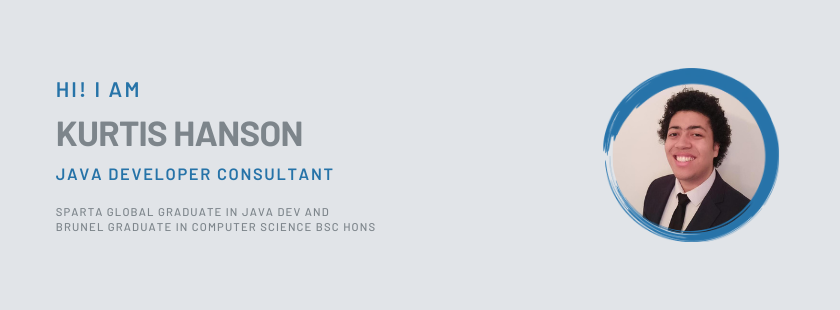 HI! I AM
KURTIS HANSON
JAVA DEVELOPER CONSULTANT
SPARTA GLOBAL GRADUATE IN JAVA DEV AND
BRUNEL GRADUATE IN COMPUTER SCIENCE BSC HONS